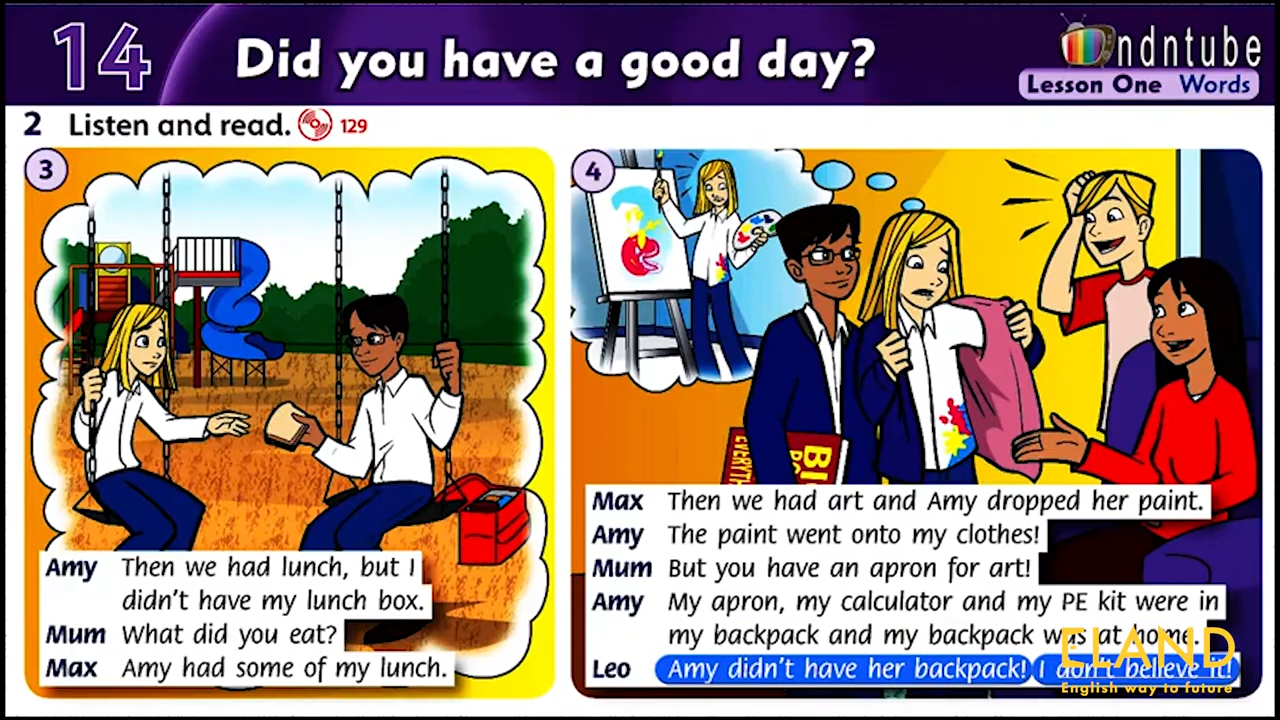 14 Did you have a good day?
ndntube
Lesson One Words
2 Listen and read. 129
3
Amy Then we had lunch, but I
didn't have my lunch box.
Mum What did you eat?
Max Amy had some of my lunch.
4
Max Then we had art and Amy dropped her paint.
Amy The paint went onto my clothes!
Mum But you have an apron for art!
Amy My apron, my calculator and my PE kit were in
my backpack and my backpack was at home.
Leo Amy didn't have her backpack! I don't believe it!
ELAND
English way to future